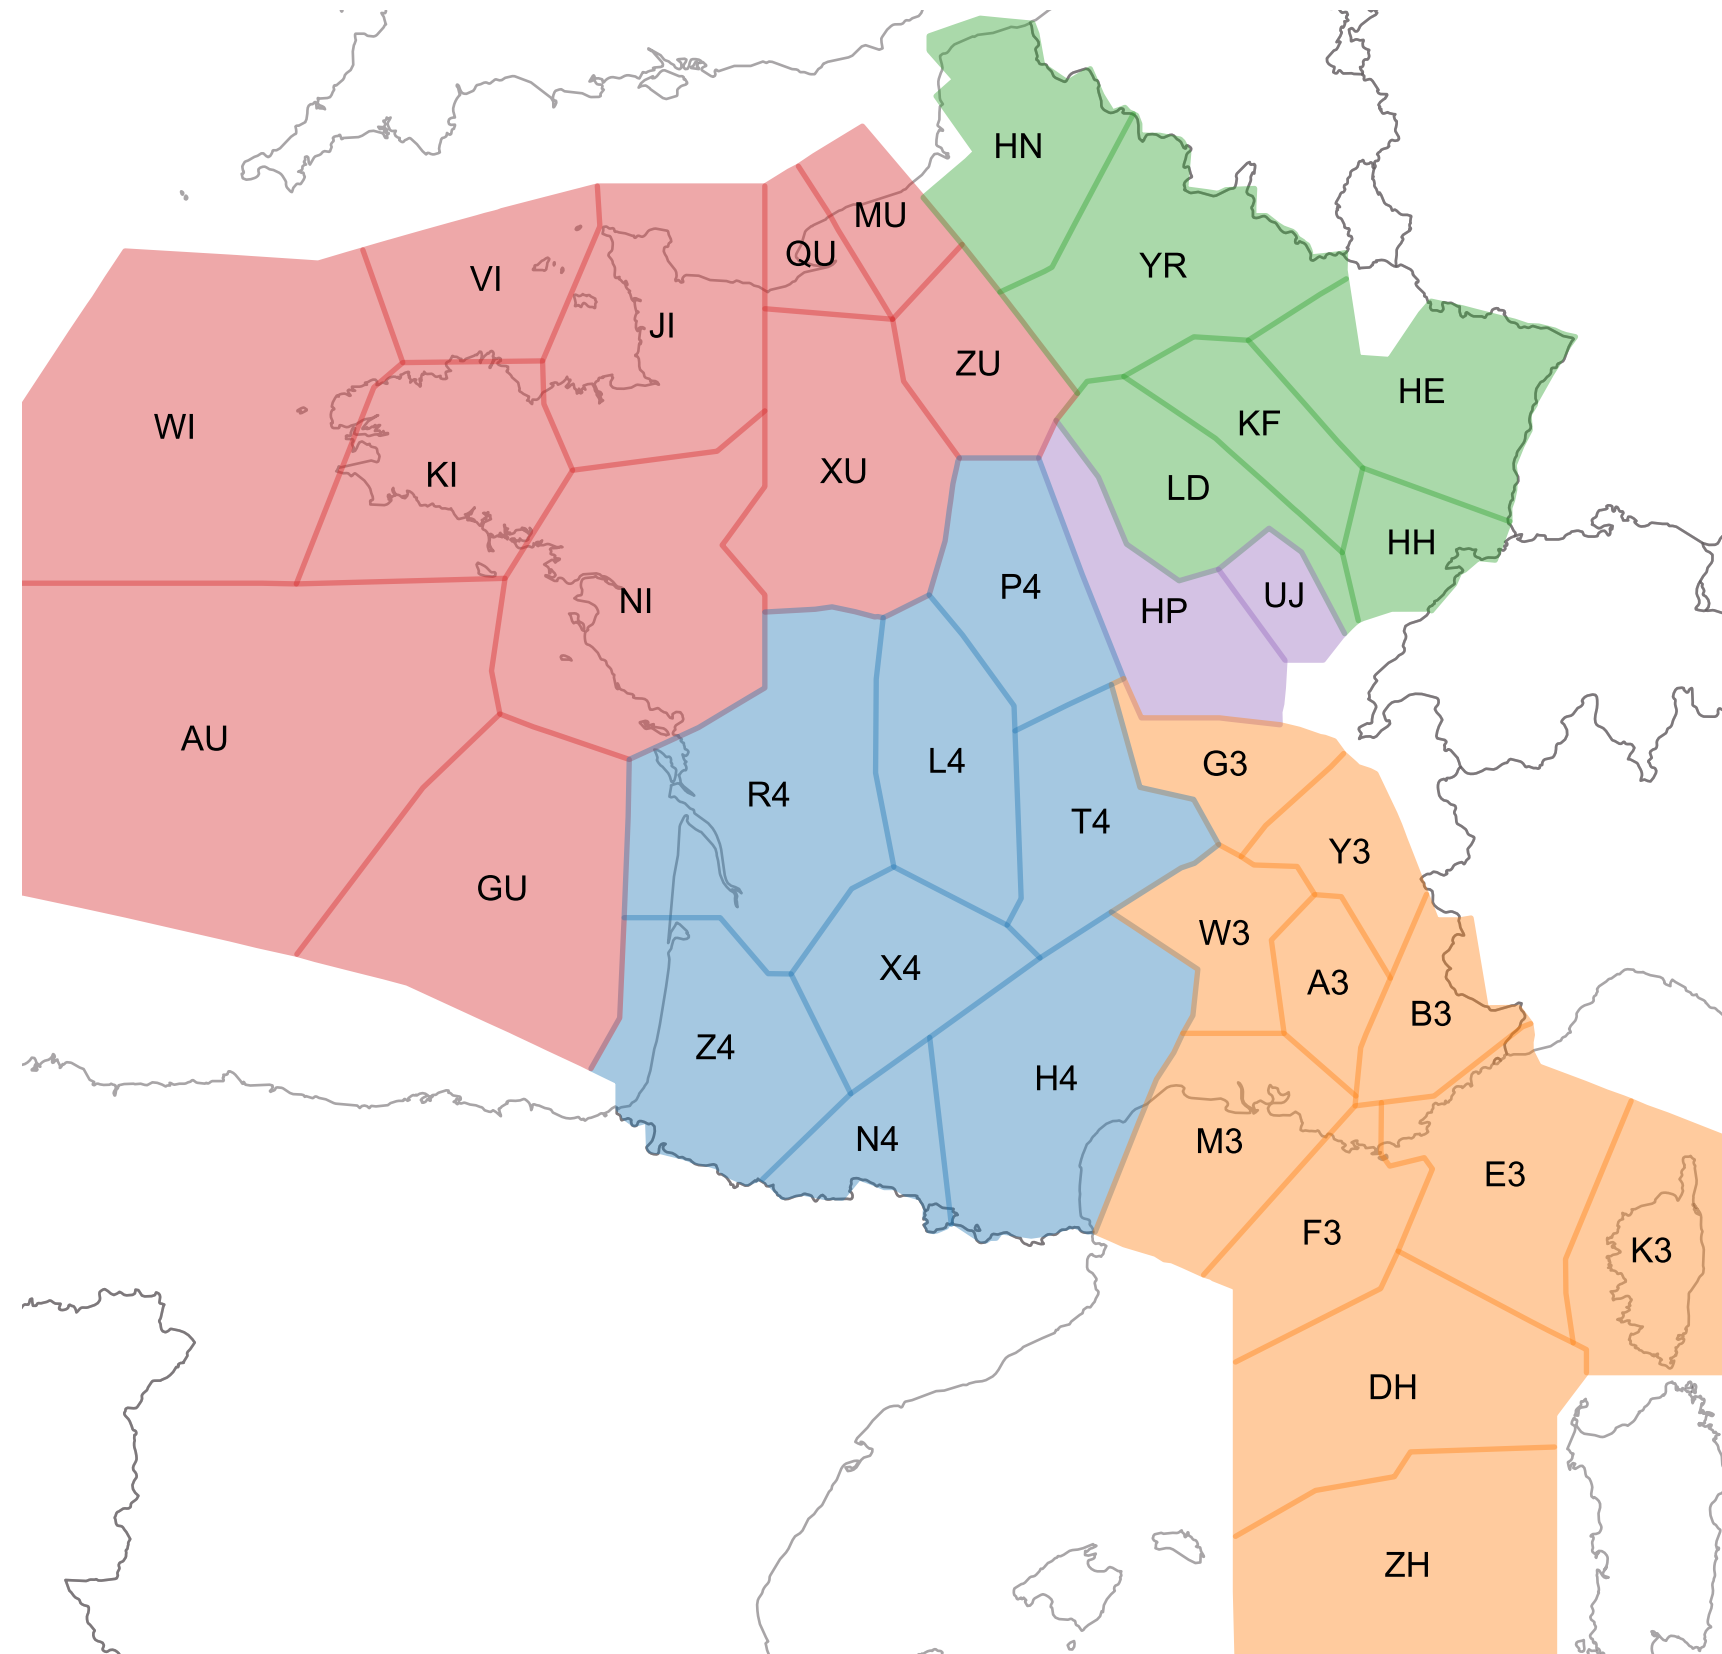 HN
MU
QU
YR
VI
JI
ZU
HE
KF
WI
XU
KI
LD
HH
P4
UJ
NI
HP
AU
L4
G3
R4
T4
Y3
GU
W3
X4
A3
B3
Z4
H4
N4
M3
E3
F3
K3
DH
ZH